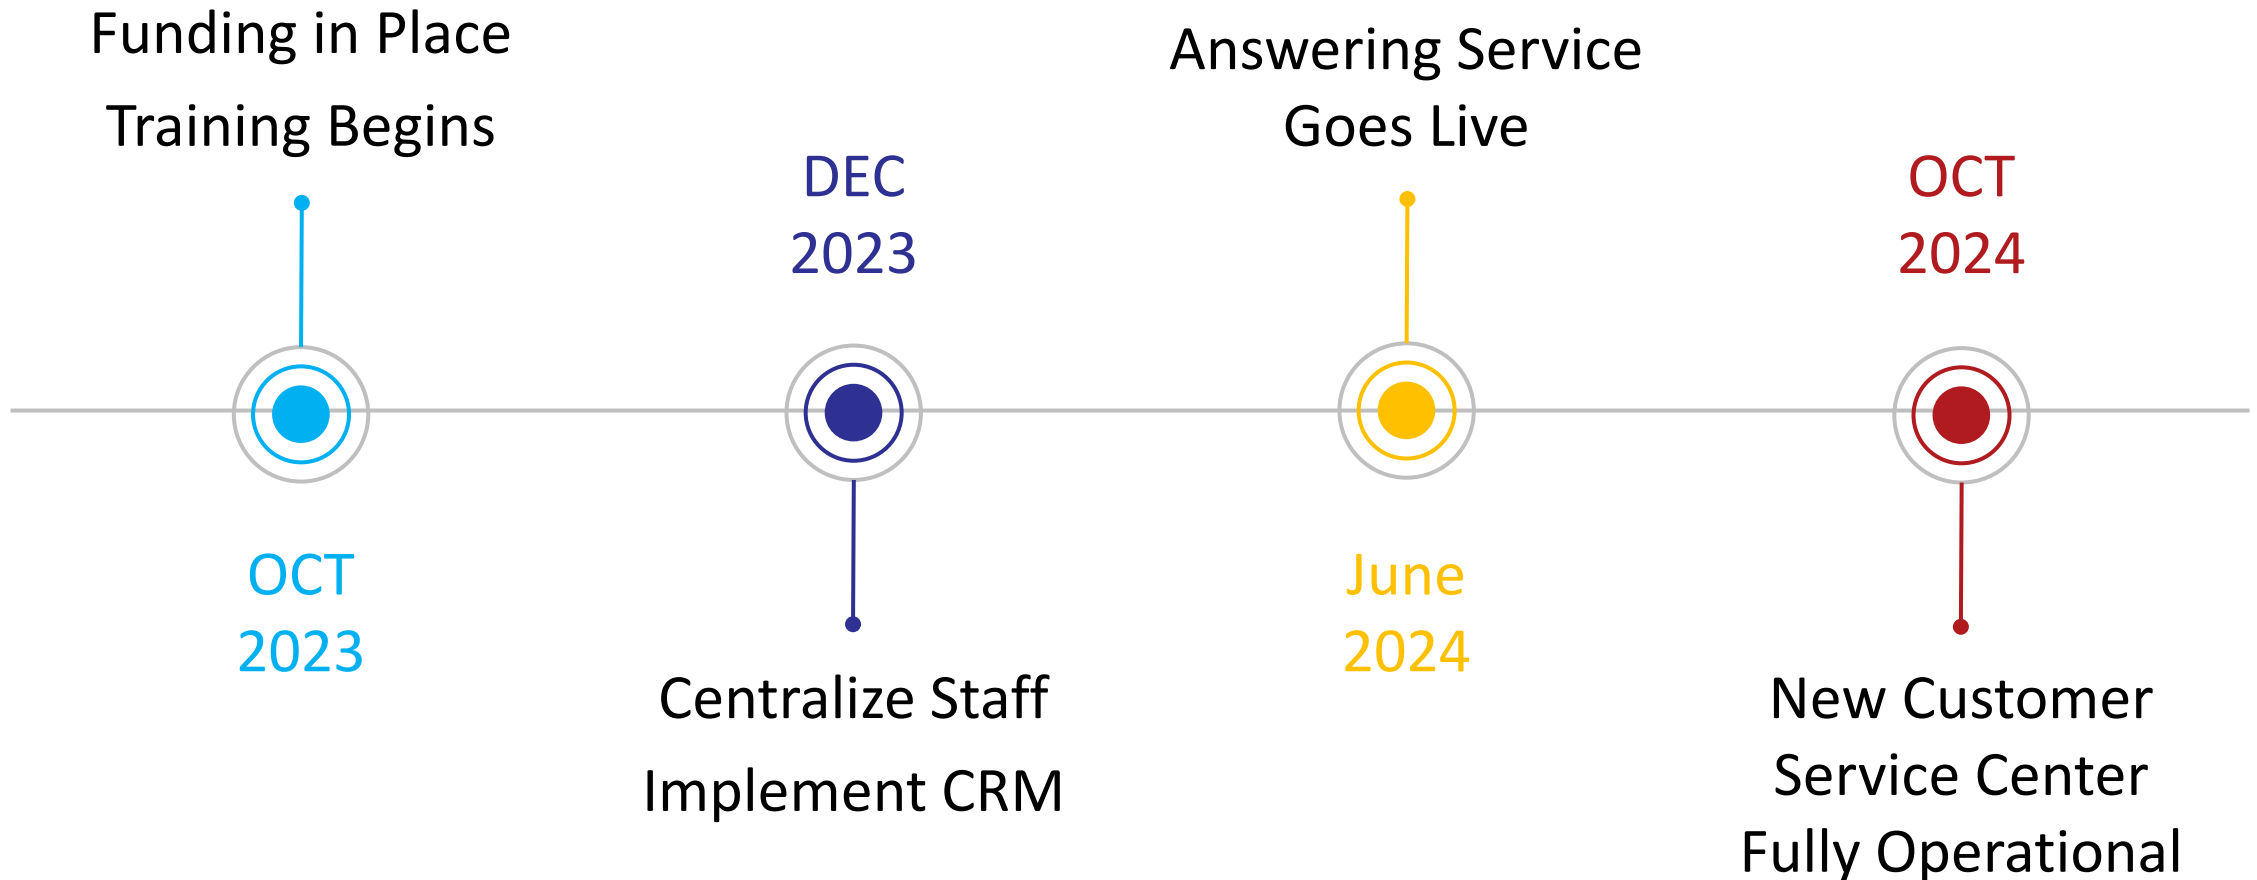 Funding in Place
Training Begins
OCT
2023
DEC
2023
Centralize Staff
Implement CRM
Answering Service
Goes Live
June
2024
OCT
2024
New Customer
Service Center
Fully Operational